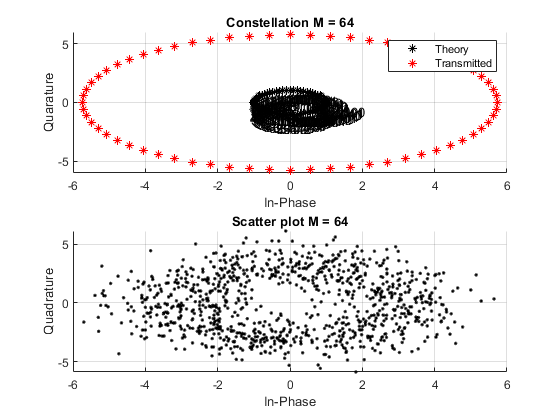 Constellation M = 64
Theory
Transmitted
Quarature
5
0
-5
-6 -4 -2 0 2 4 6
In-Phase
Scatter plot M = 64
Quadrature
5
0
-5
-6 -4 -2 0 2 4 6
In-Phase